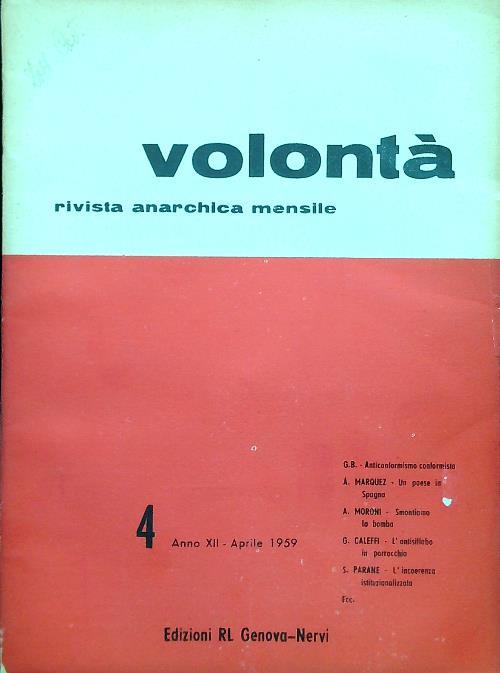 volontà
rivista anarchica mensile
G.B. - Anticonformismo conformista
A. MARQUEZ - Un paese in
Spagna
A. MORONI - Smontiamo
la bomba
G. CALEFFI - L'antisillabo
in parrocchia
S. PARANE - L'incoerenza
istituzionalizzata
Ecc.
4 Anno XII - Aprile 1959
Edizioni RL Genova-Nervi